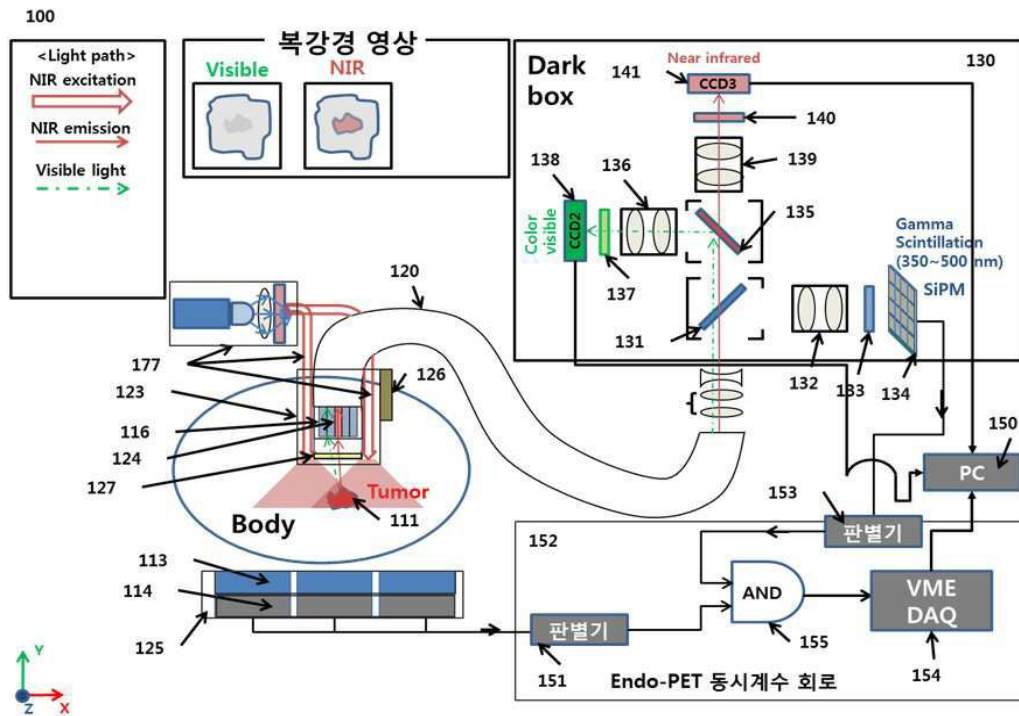 100
<Light path>
NIR excitation
NIR emission
Visible light
복강경 영상
Visible
NIR
Dark
box
130
141
Near infrared
CCD3
140
139
138
136
135
Color
visible
CCD2
137
Gamma
Scintillation
(350~500 nm)
SiPM
131
132
133
134
120
177
123
116
124
127
126
Tumor
111
Body
113
114
125
150
PC
153
판별기
152
판별기
151
AND
155
VME
DAQ
154
Endo-PET 동시계수 회로
Y
Z
X